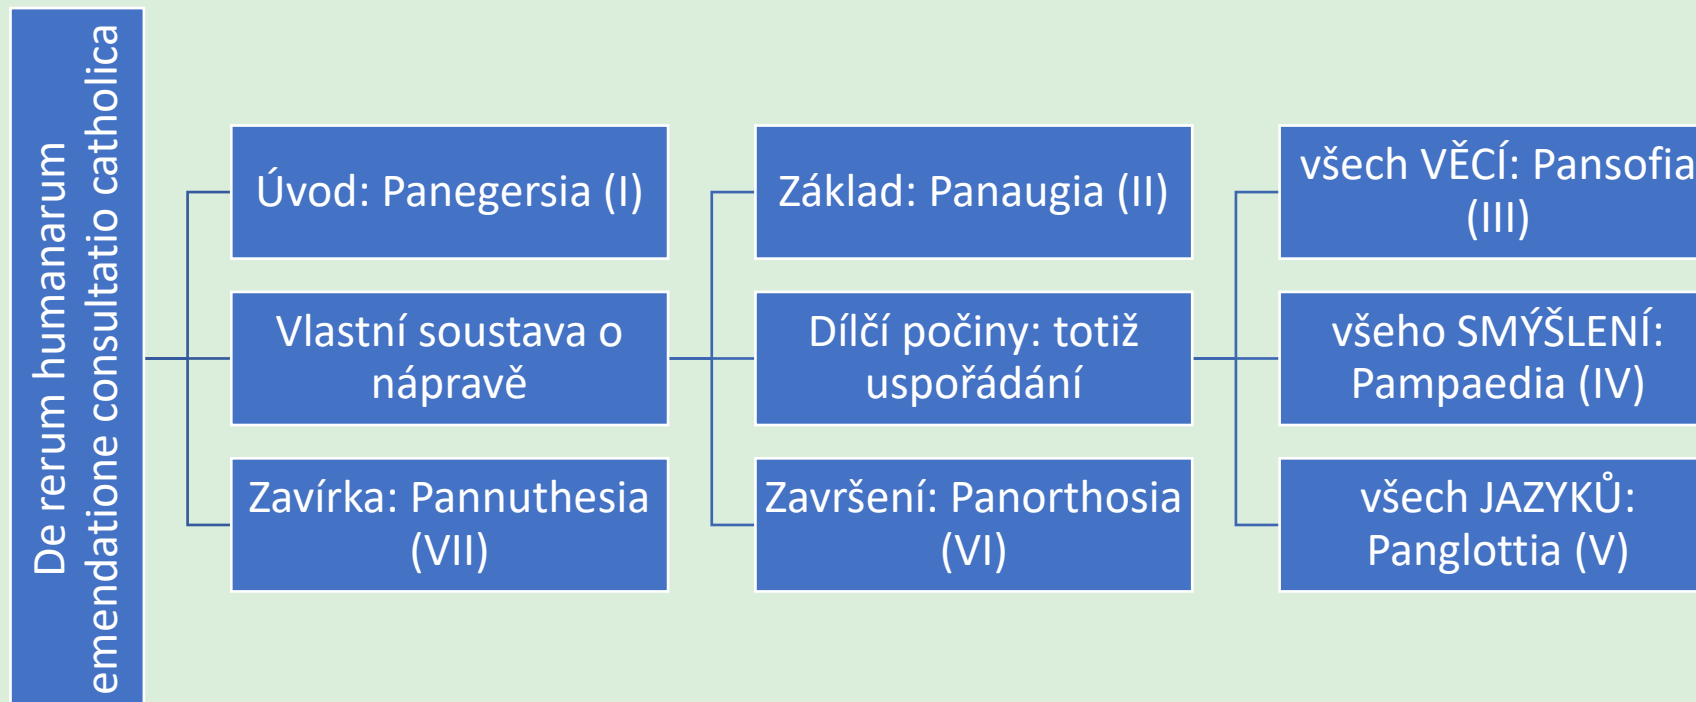 De rerum humanarum
emendatione consultatio catholica
Úvod: Panegersia (I)
Vlastní soustava o
nápravě
Zavírka: Pannuthesia
(VII)
Základ: Panaugia (II)
Dílčí počiny: totiž
uspořádání
Završení: Panorthosia
(VI)
všech VĚCÍ: Pansofia
(III)
všeho SMÝŠLENÍ:
Pampaedia (IV)
všech JAZYKŮ:
Panglottia (V)